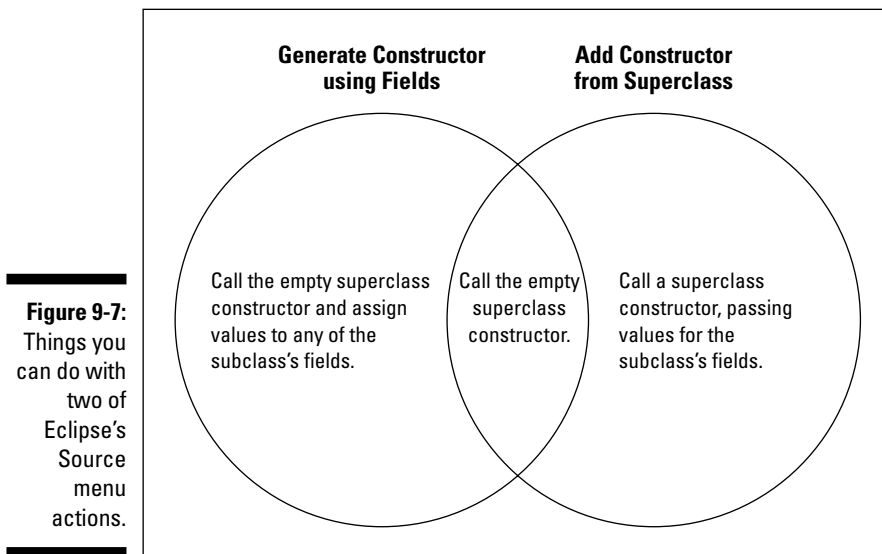 Generate Constructor
using Fields
Add Constructor
from Superclass
Call the empty superclass
constructor and assign
values to any of the
subclass's fields.
Call the empty
superclass
constructor.
Call a superclass
constructor, passing
values for the
subclass's fields.
Figure 9-7:
Things you
can do with
two of
Eclipse's
Source
menu
actions.